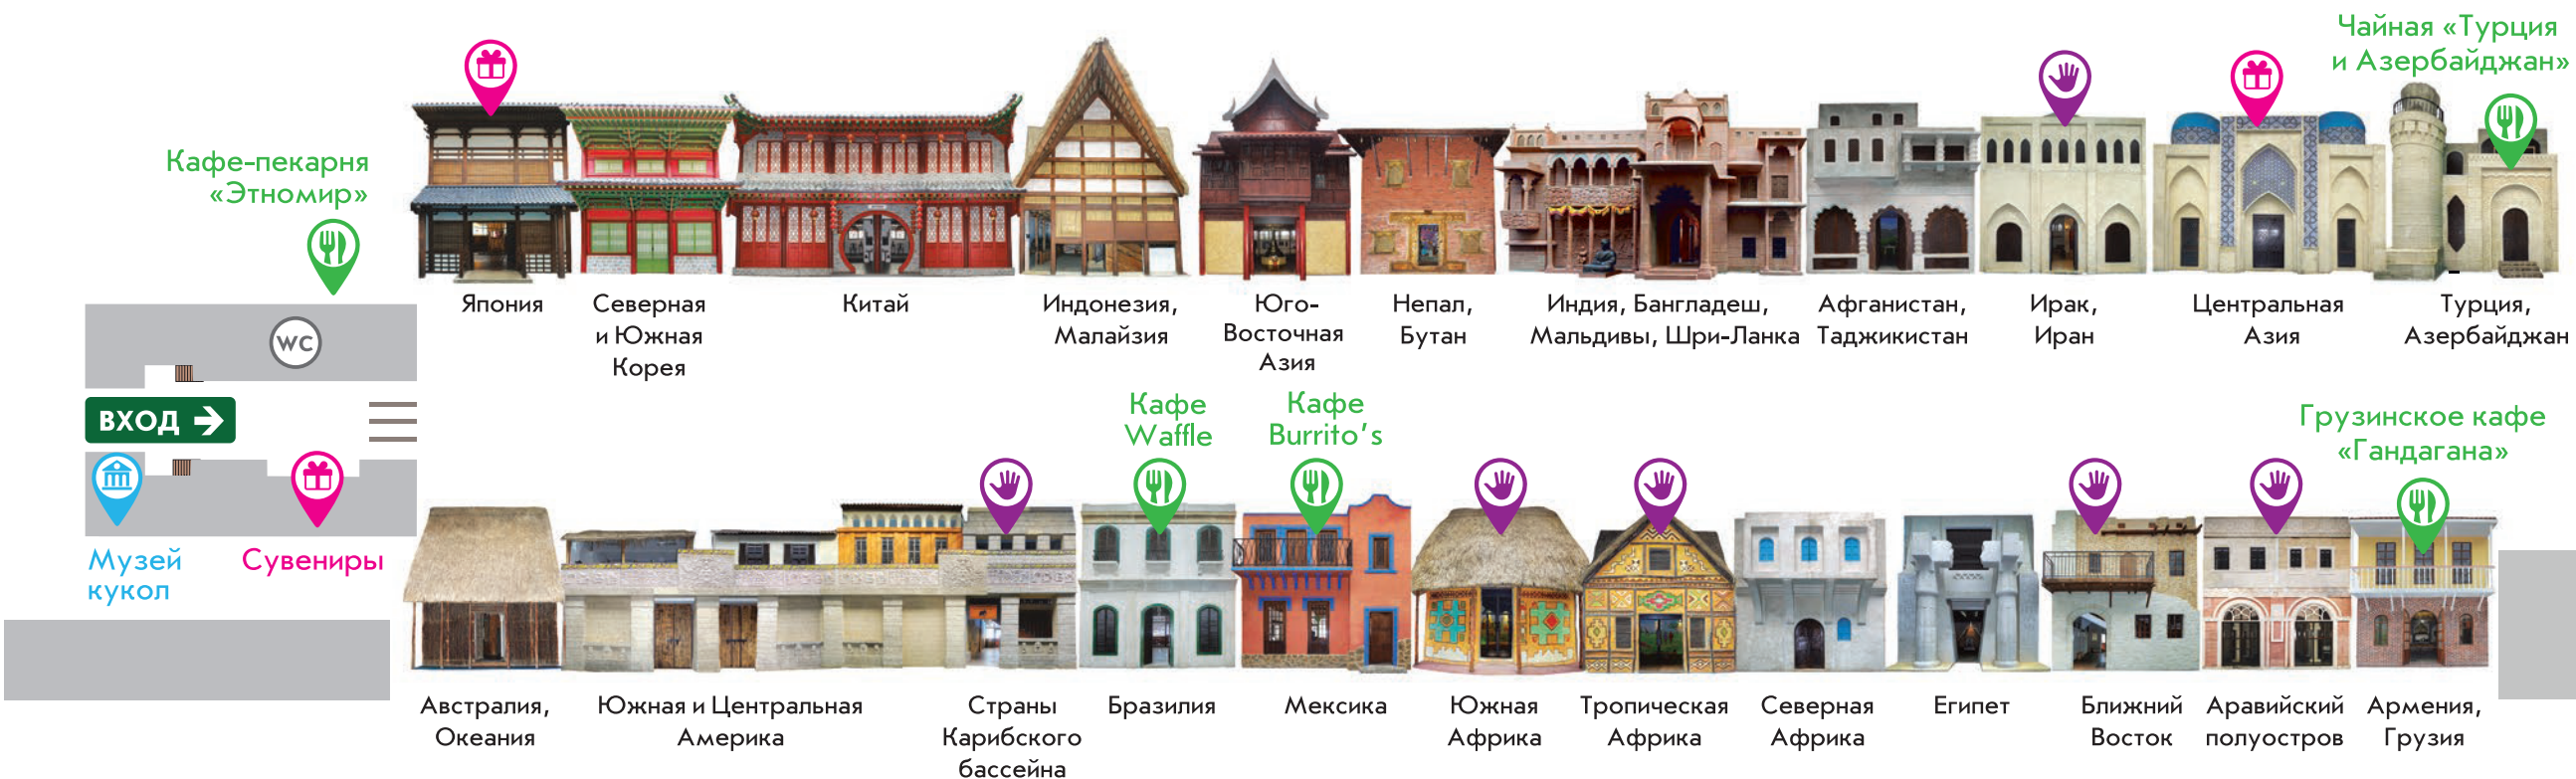 Чайная «Турция
и Азербайджан»
Кафе-пекарня
«Этномир»
Япония
Северная
и Южная
Корея
Китай
Индонезия,
Малайзия
Юго-
Восточная
Азия
Непал,
Бутан
Индия, Бангладеш,
Мальдивы, Шри-Ланка
Афганистан,
Таджикистан
Ирак,
Иран
Центральная
Азия
Турция,
Азербайджан
WC
ВХОД
Музей
кукол
Сувениры
Кафе
Waffle
Кафе
Burrito's
Грузинское кафе
«Гандагана»
Австралия,
Океания
Южная и Центральная
Америка
Страны
Карибского
бассейна
Бразилия
Мексика
Южная
Африка
Тропическая
Африка
Северная
Африка
Египет
Ближний
Восток
Аравийский
полуостров
Армения,
Грузия